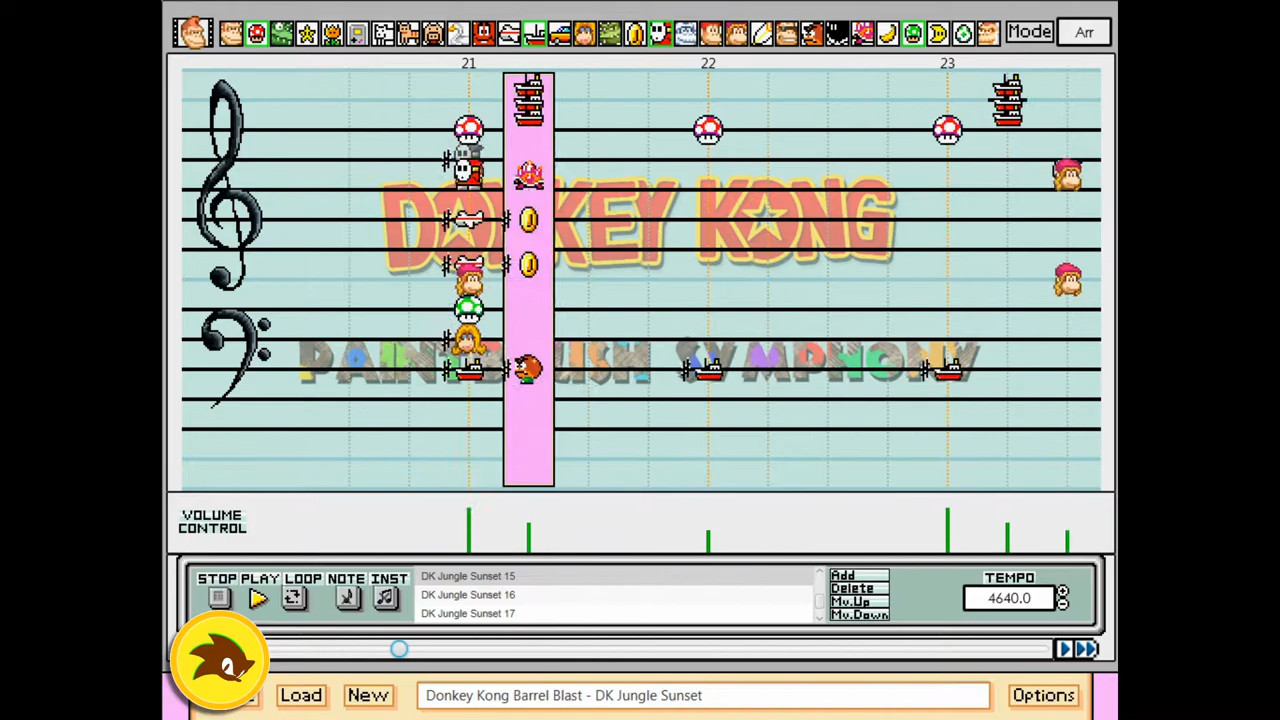 Mode Arr
21 22 23
DONKEY KONG
PAINTBRUSH SYMPHONY
VOLUME
CONTROL
STOP PLAY LOOP NOTE INST
DK Jungle Sunset 15
DK Jungle Sunset 16
DK Jungle Sunset 17
Add
Delete
Mv.Up
Mv.Down
TEMPO
4640.0
Load New Donkey Kong Barrel Blast - DK Jungle Sunset Options